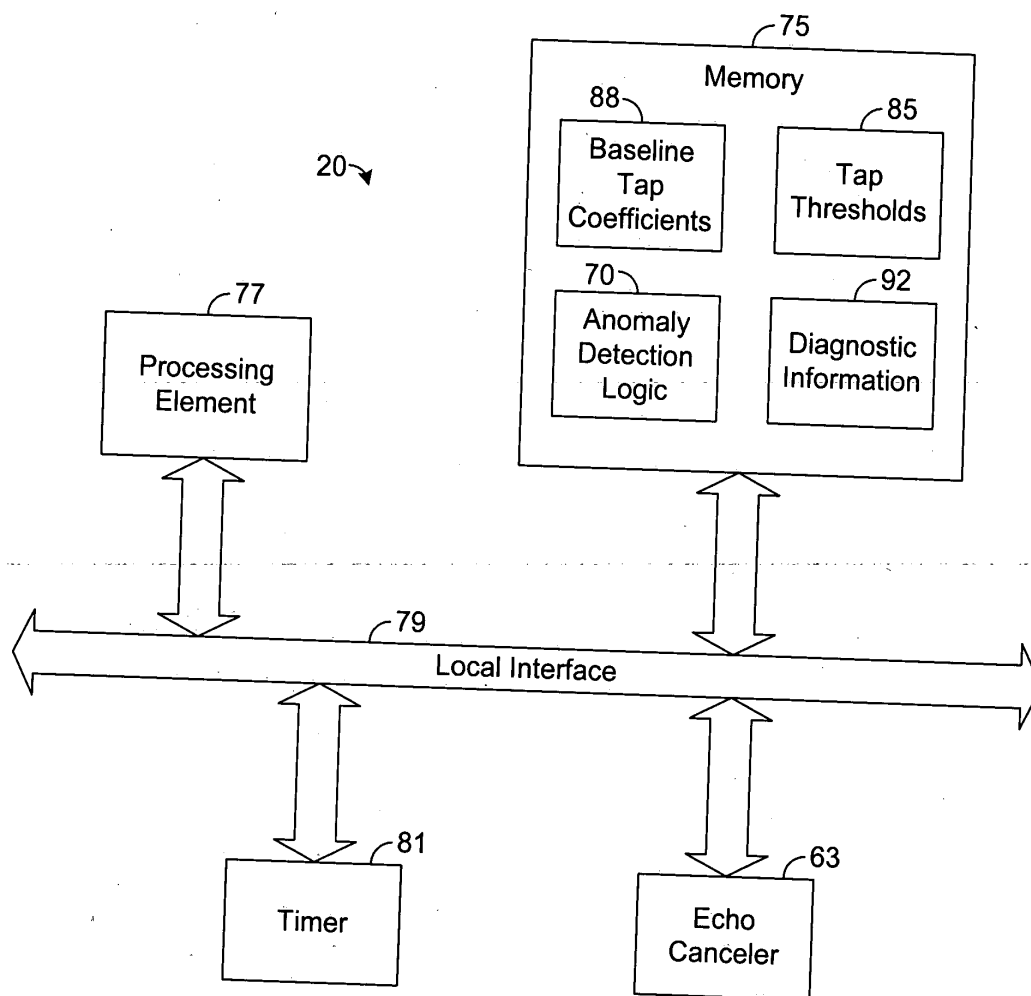 75
Memory
88
85
Baseline
Tap
Coefficients
Tap
Thresholds
20
70
92
Anomaly
Detection
Logic
Diagnostic
Information
77
Processing
Element
79
Local Interface
81
Timer
63
Echo
Canceler